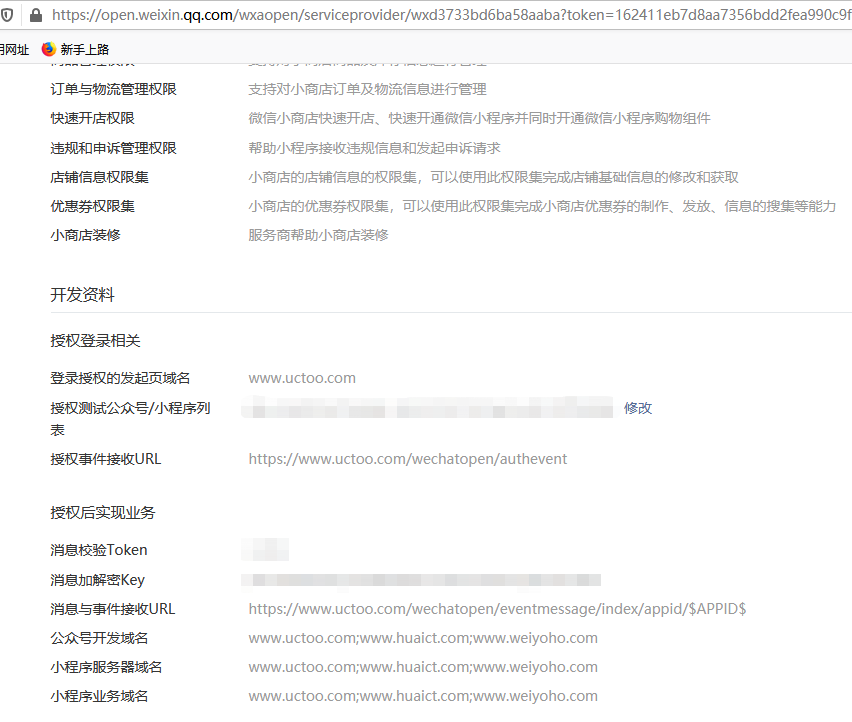 https://open.weixin.qq.com/wxaopen/serviceprovider/wxd3733bd6ba58aaba?token=162411eb7d8aa7356bdd2fea990c9f
用网址 新手上路
订单与物流管理权限 支持对小商店订单及物流信息进行管理
快速开店权限 微信小商店快速开店、快速开通微信小程序并同时开通微信小程序购物组件
违规和申诉管理权限 帮助小程序接收违规信息和发起申诉请求
店铺信息权限集 小商店的店铺信息的权限集，可以使用此权限集完成店铺基础信息的修改和获取
优惠券权限集 小商店的优惠券权限集，可以使用此权限集完成小商店优惠券的制作、发放、信息的搜集等能力
小商店装修 服务商帮助小商店装修
开发资料
授权登录相关
登录授权的发起页域名 www.uctoo.com
授权测试公众号/小程序列 修改
表
授权事件接收URL https://www.uctoo.com/wechatopen/authevent
授权后实现业务
消息校验Token
消息加解密Key
消息与事件接收URL https://www.uctoo.com/wechatopen/eventmessage/index/appid/$APPID$
公众号开发域名 www.uctoo.com;www.huaict.com;www.weiyoho.com
小程序服务器域名 www.uctoo.com;www.huaict.com;www.weiyoho.com
小程序业务域名 www.uctoo.com;www.huaict.com;www.weiyoho.com